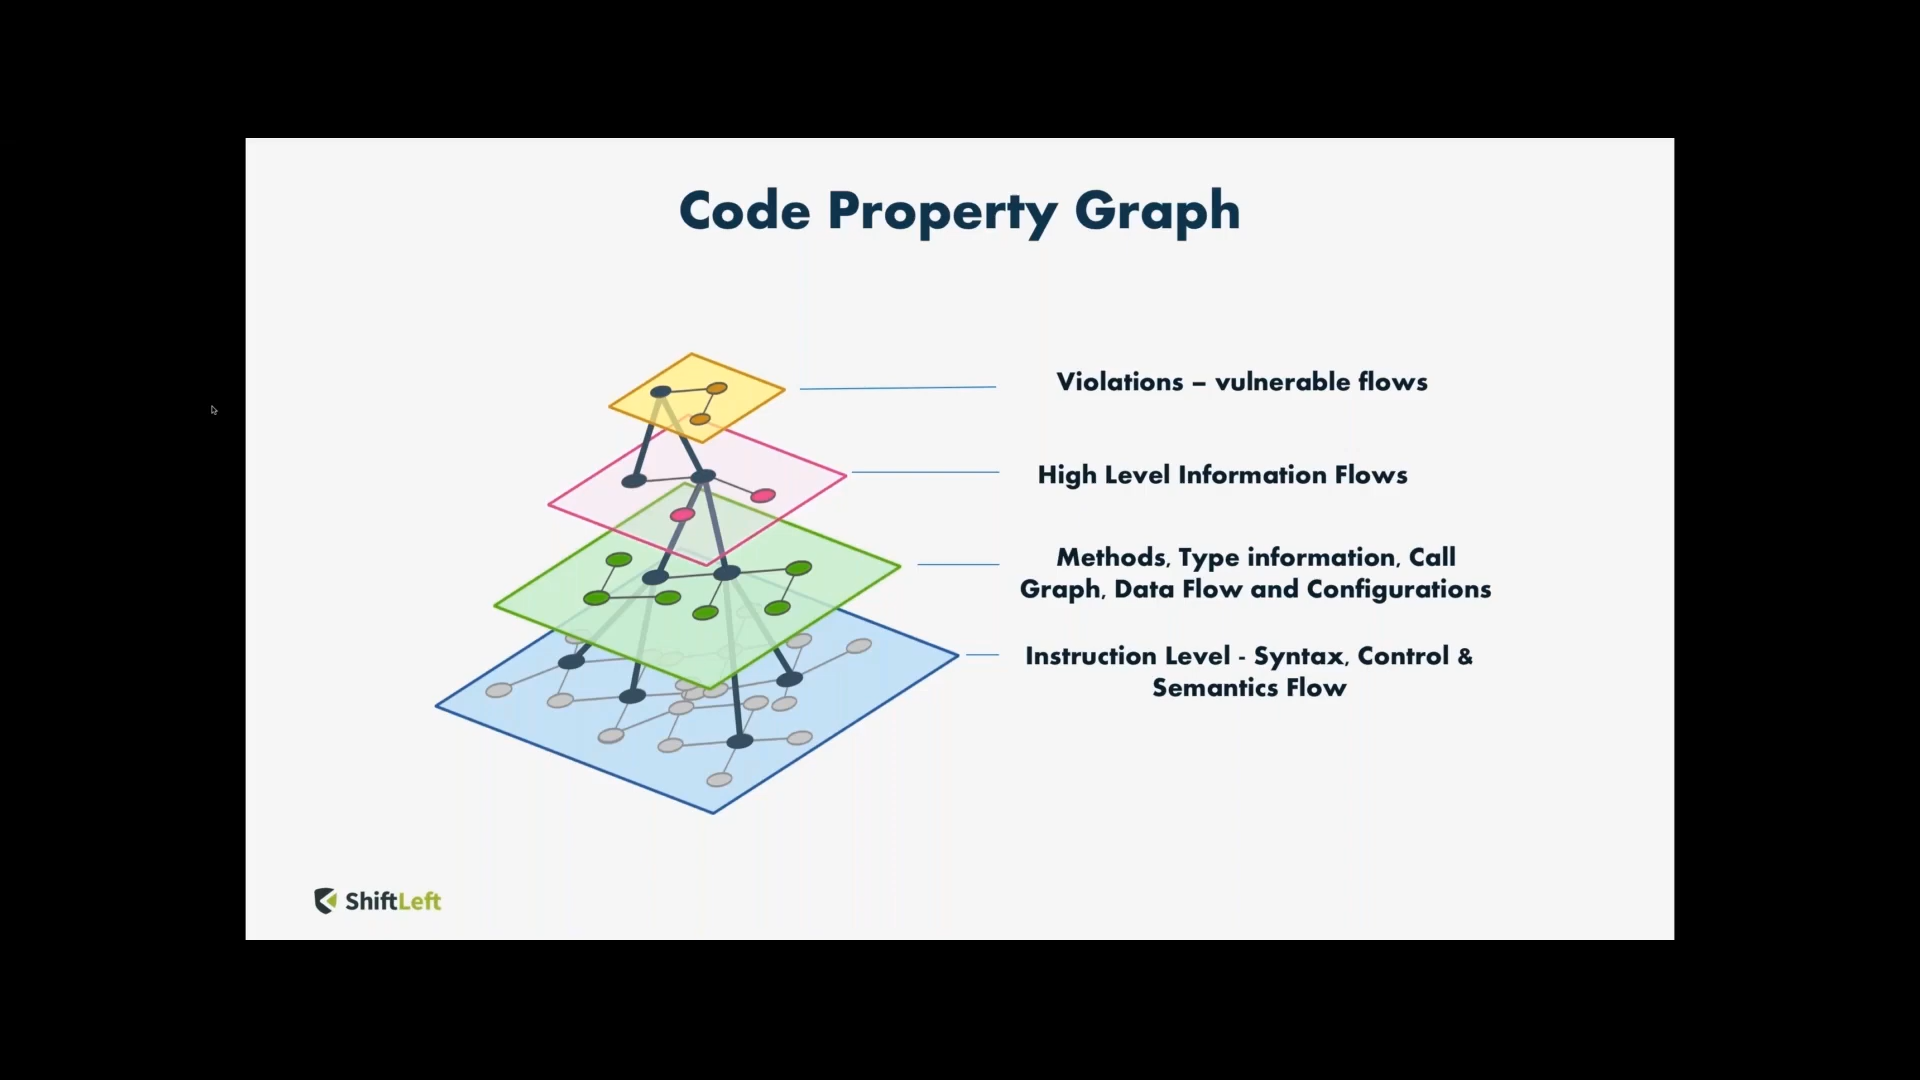 Code Property Graph
Violations – vulnerable flows
High Level Information Flows
Methods, Type information, Call
Graph, Data Flow and Configurations
Instruction Level - Syntax, Control &
Semantics Flow
ShiftLeft